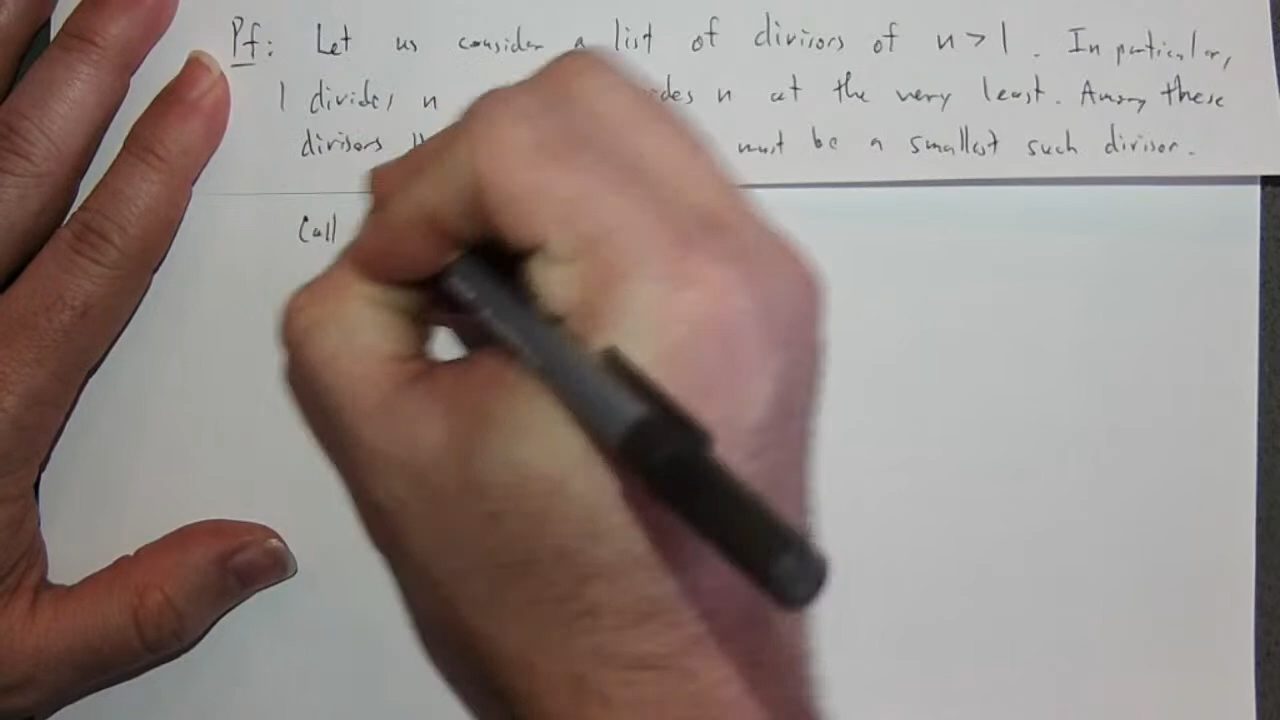 Pf: Let us consider a list of divisors of n > 1. In particular,
1 divides n n at the very least. Among these
divisors must be a smallest such divisor.
Call